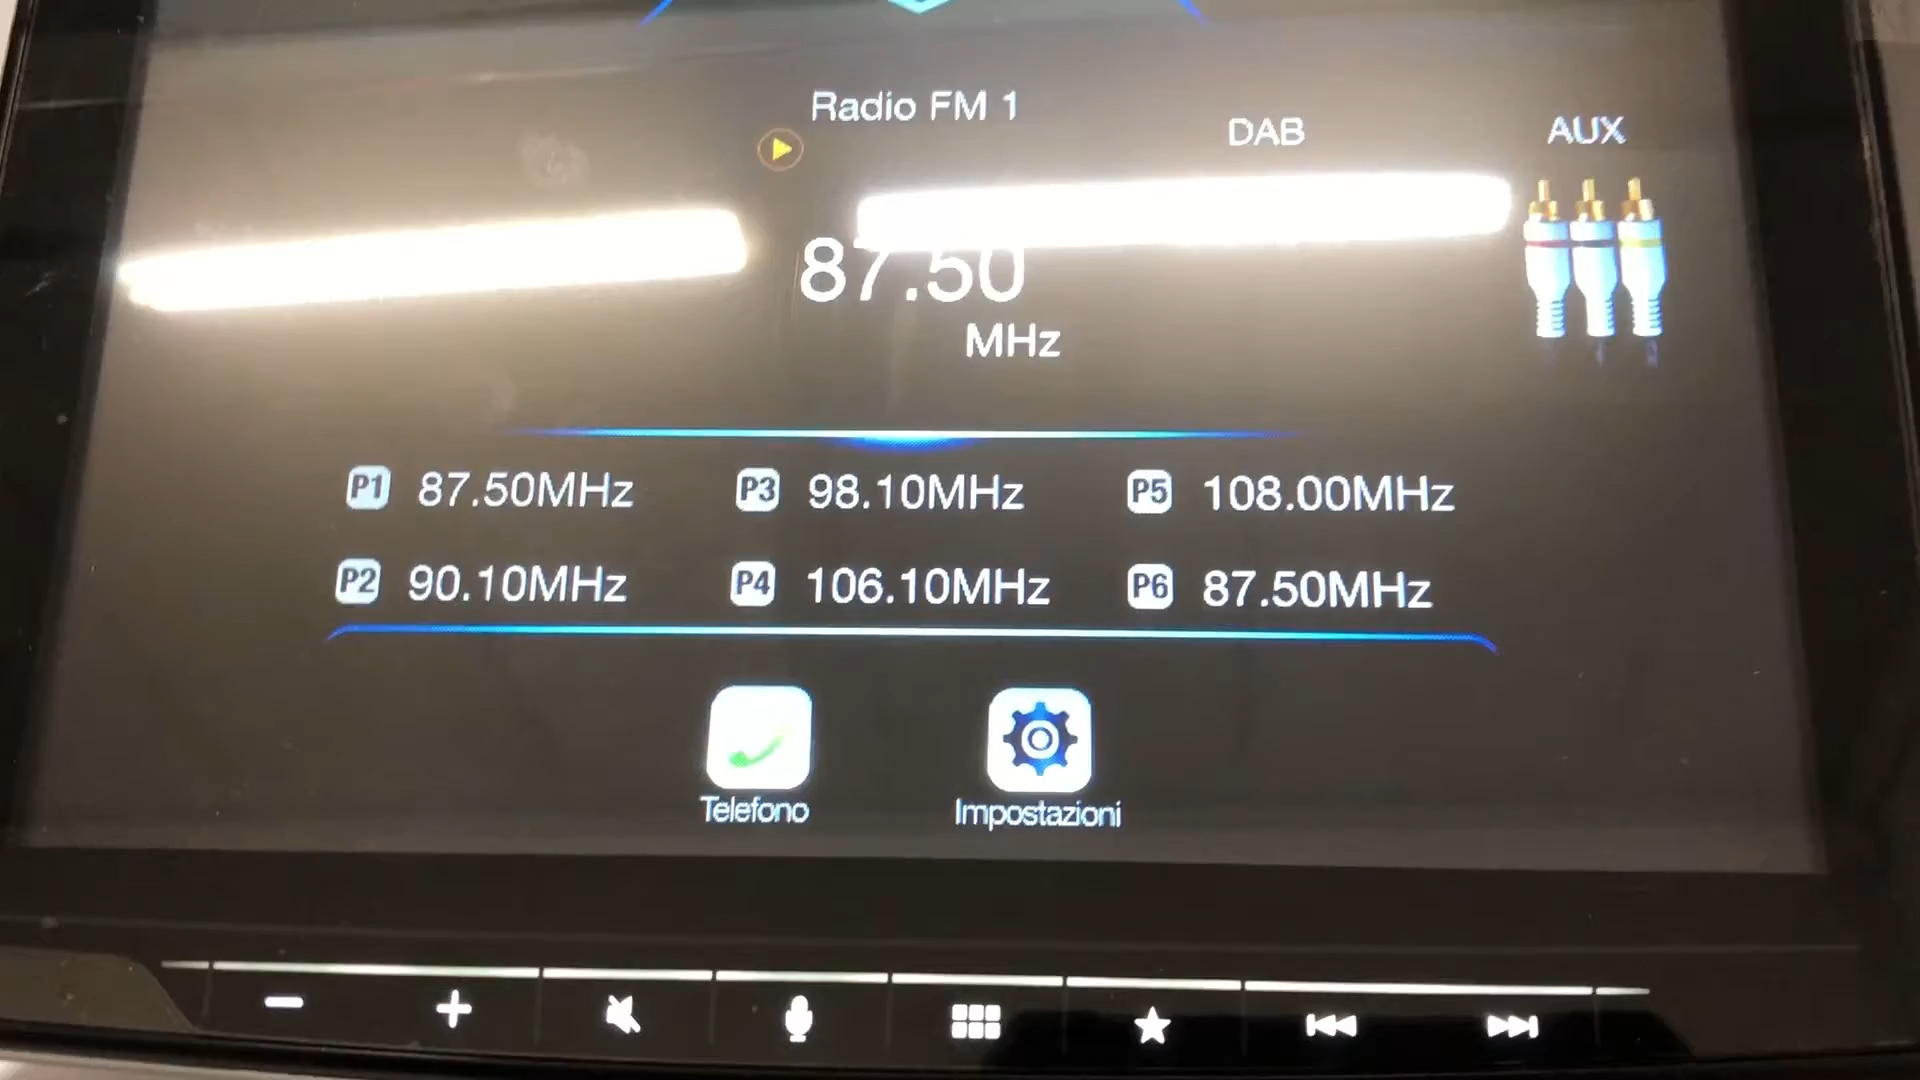 Radio FM 1
DAB
AUX
87.50
MHz
P1 87.50MHz
P3 98.10MHz
P5 108.00MHz
P2 90.10MHz
P4 106.10MHz
P6 87.50MHz
Telefono
Impostazioni